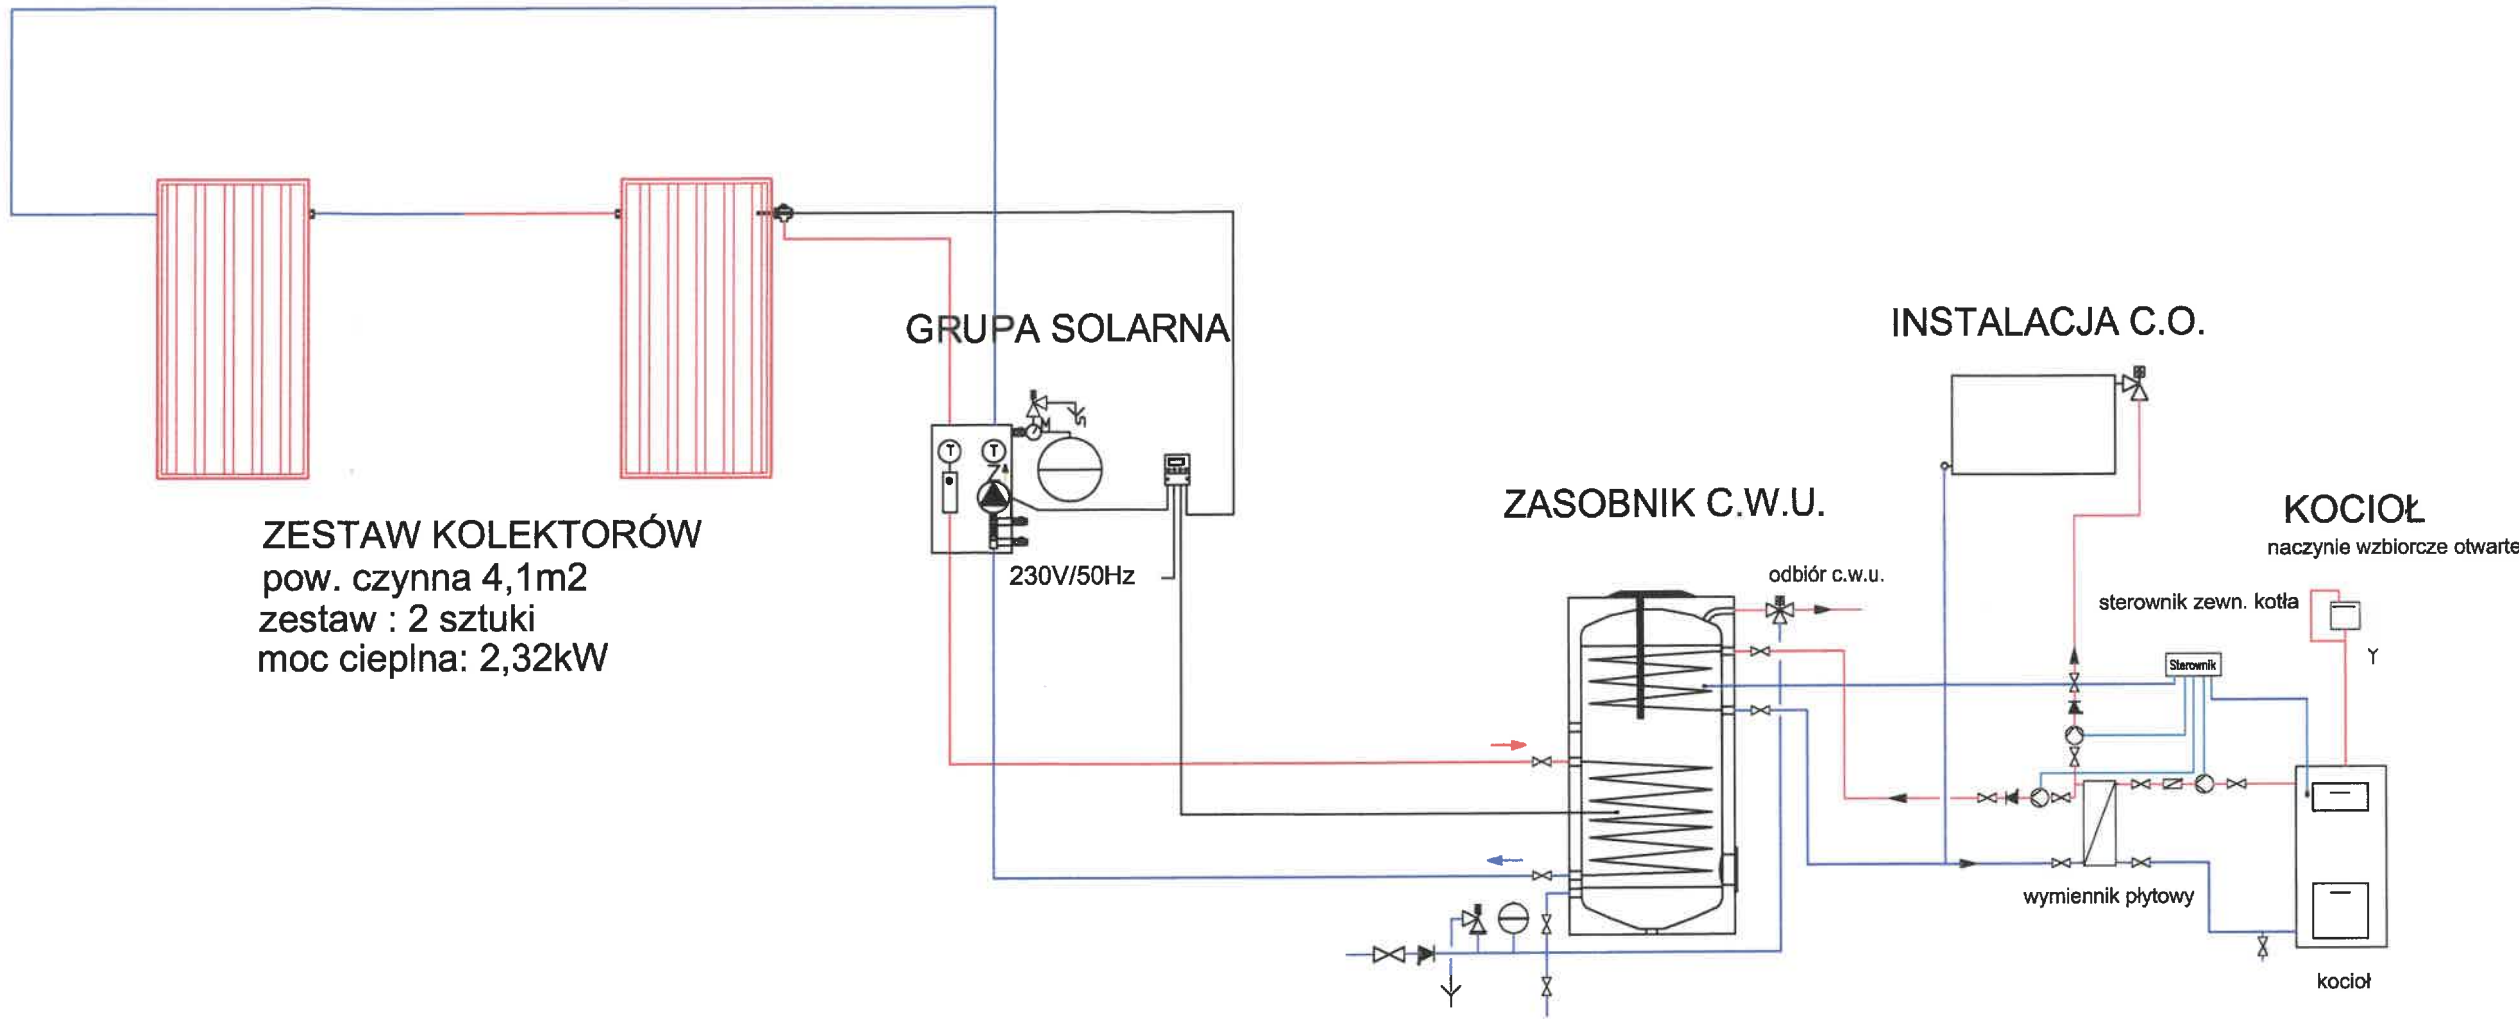 GRUPA SOLARNA
T T
M
S
230V/50Hz
ZESTAW KOLEKTORÓW
pow. czynna 4,1m2
zestaw : 2 sztuki
moc cieplna: 2,32kW
ZASOBNIK C.W.U.
odbiór c.w.u.
INSTALACJA C.O.
KOCIOŁ
naczynie wzbiorcze otwarte
sterownik zewn. kotła
Sterownik
wymiennik płytowy
kocioł